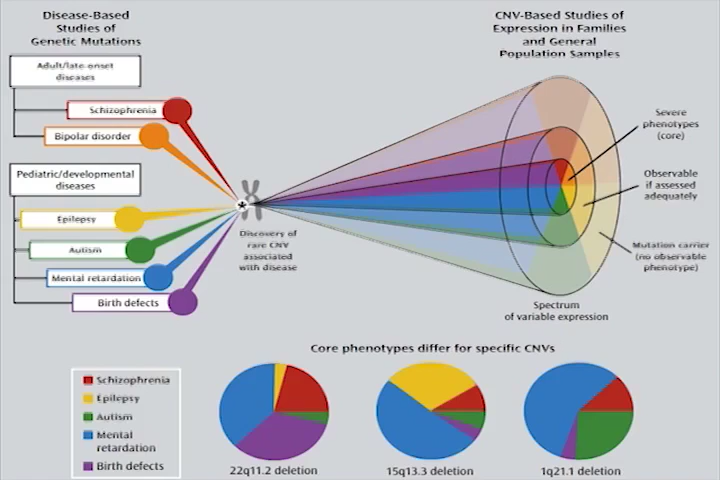 Disease-Based
Studies of
Genetic Mutations
Adult/late-onset
diseases
Schizophrenia
Bipolar disorder
Pediatric/developmental
diseases
Epilepsy
Autism
Mental retardation
Birth defects
*
Discovery of
rare CNV
associated
with disease
CNV-Based Studies of
Expression in Families
and General
Population Samples
Severe
phenotypes
(core)
Observable
if assessed
adequately
Mutation carrier
(no observable
phenotype)
Spectrum
of variable expression
Core phenotypes differ for specific CNVs
Schizophrenia
Epilepsy
Autism
Mental
retardation
Birth defects
22q11.2 deletion
15q13.3 deletion
1q21.1 deletion